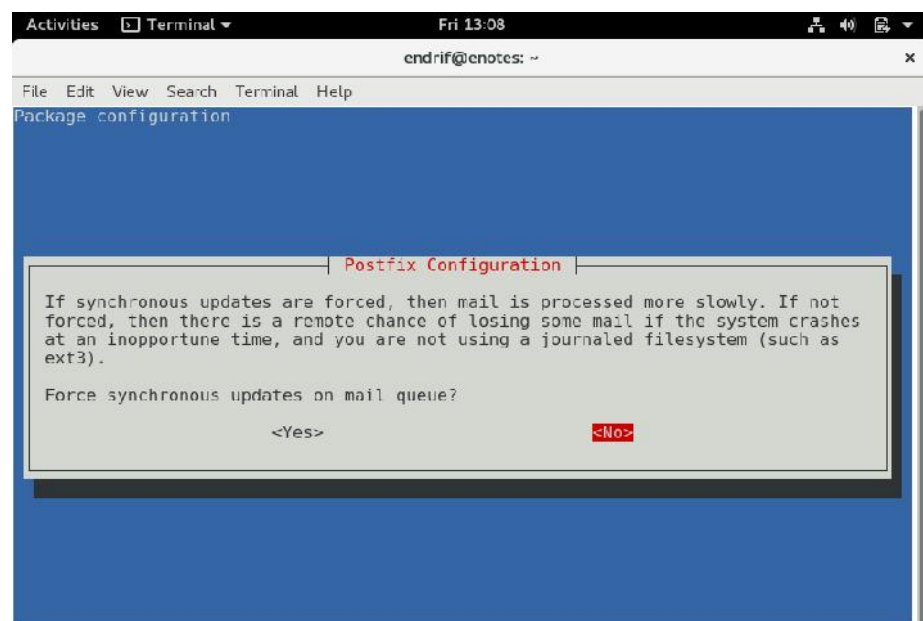 Activities Terminal Fri 13:08
endrif@enotes: ~ ×
File Edit View Search Terminal Help
Package configuration
Postfix Configuration
If synchronous updates are forced, then mail is processed more slowly. If not
forced, then there is a remote chance of losing some mail if the system crashes
at an inopportune time, and you are not using a journaled filesystem (such as
ext3).
Force synchronous updates on mail queue?
<Yes> <No>